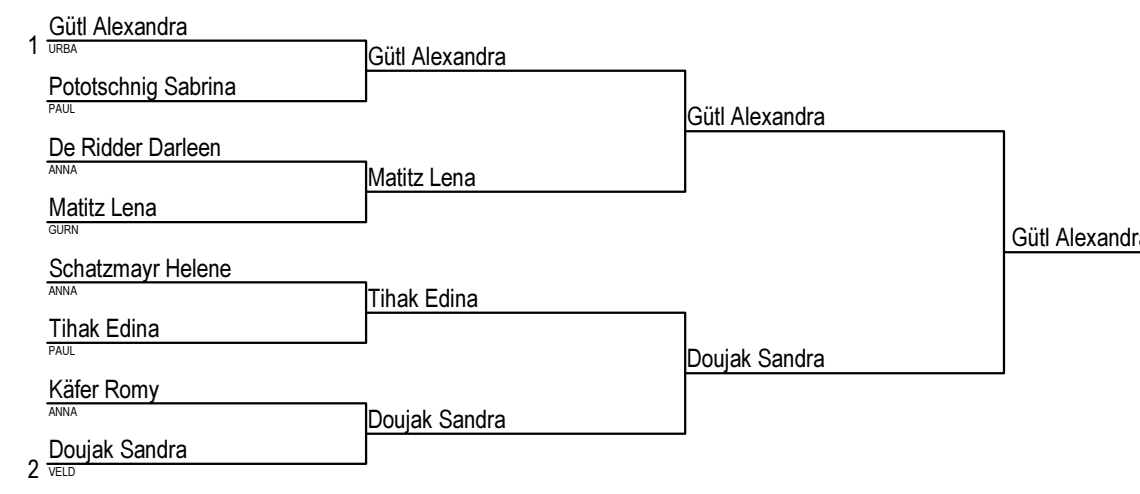 Gütl Alexandra
1 URBA
Pototschnig Sabrina
PAUL
De Ridder Darleen
ANNA
Matitz Lena
GURN
Schatzmayr Helene
ANNA
Tihak Edina
PAUL
Käfer Romy
ANNA
Doujak Sandra
2 VELD
Gütl Alexandra
Matitz Lena
Tihak Edina
Doujak Sandra
Gütl Alexandra
Doujak Sandra
Gütl Alexandra